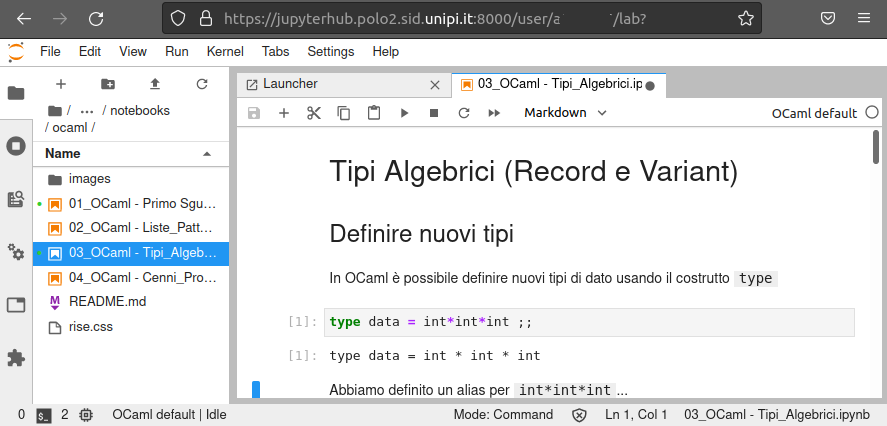 https://jupyterhub.polo2.sid.unipi.it:8000/user/a /lab?
File Edit View Run Kernel Tabs Settings Help
Launcher
03_OCaml - Tipi_Algebrici.ip
/ ... / notebooks
/ ocaml /
Markdown
OCaml default
Name
images
01_OCaml - Primo Sgu...
02_OCaml - Liste_Patt...
03_OCaml - Tipi_Algeb...
04_OCaml - Cenni_Pro...
README.md
rise.css
Tipi Algebrici (Record e Variant)
Definire nuovi tipi
In OCaml è possibile definire nuovi tipi di dato usando il costrutto type
[1]: type data = int*int*int ;;
[1]: type data = int * int * int
Abbiamo definito un alias per int*int*int...
0 2 OCaml default | Idle Mode: Command Ln 1, Col 1 03_OCaml - Tipi_Algebrici.ipynb